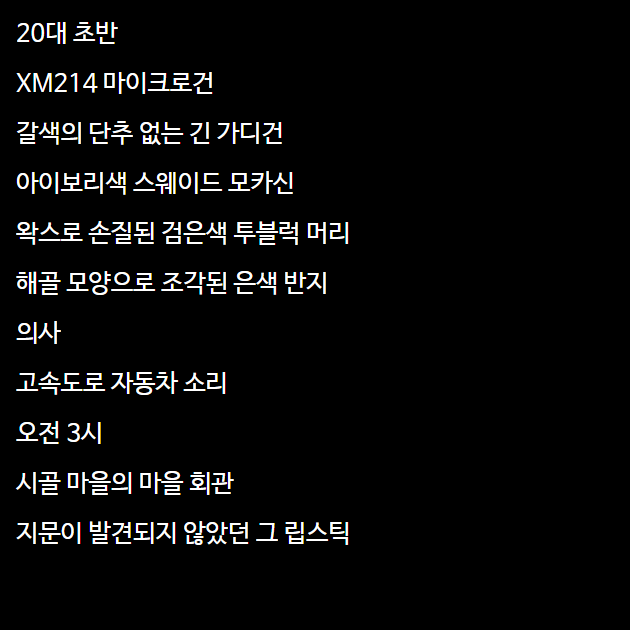 20대 초반
XM214 마이크로건
갈색의 단추 없는 긴 가디건
아이보리색 스웨이드 모카신
왁스로 손질된 검은색 투블럭 머리
해골 모양으로 조각된 은색 반지
의사
고속도로 자동차 소리
오전 3시
시골 마을의 마을 회관
지문이 발견되지 않았던 그 립스틱